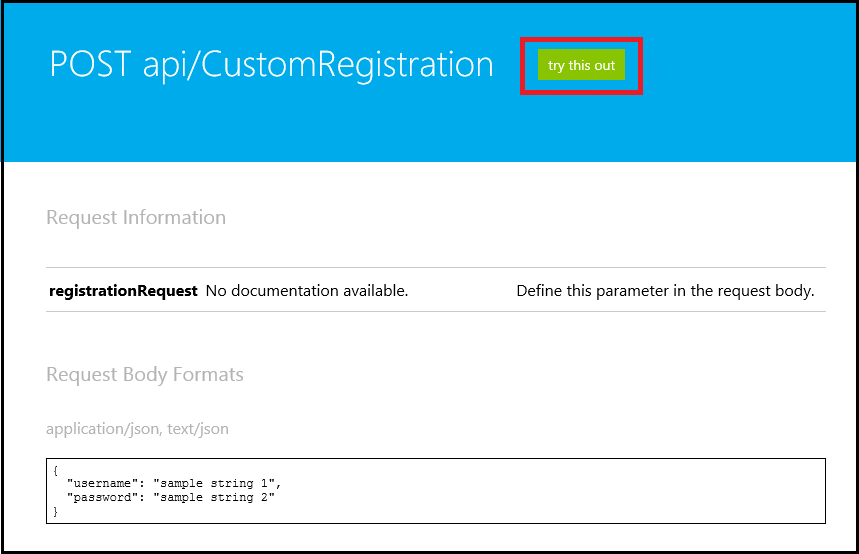 POST api/CustomRegistration try this out
Request Information
registrationRequest No documentation available. Define this parameter in the request body.
Request Body Formats
application/json, text/json
{
"username": "sample string 1",
"password": "sample string 2"
}